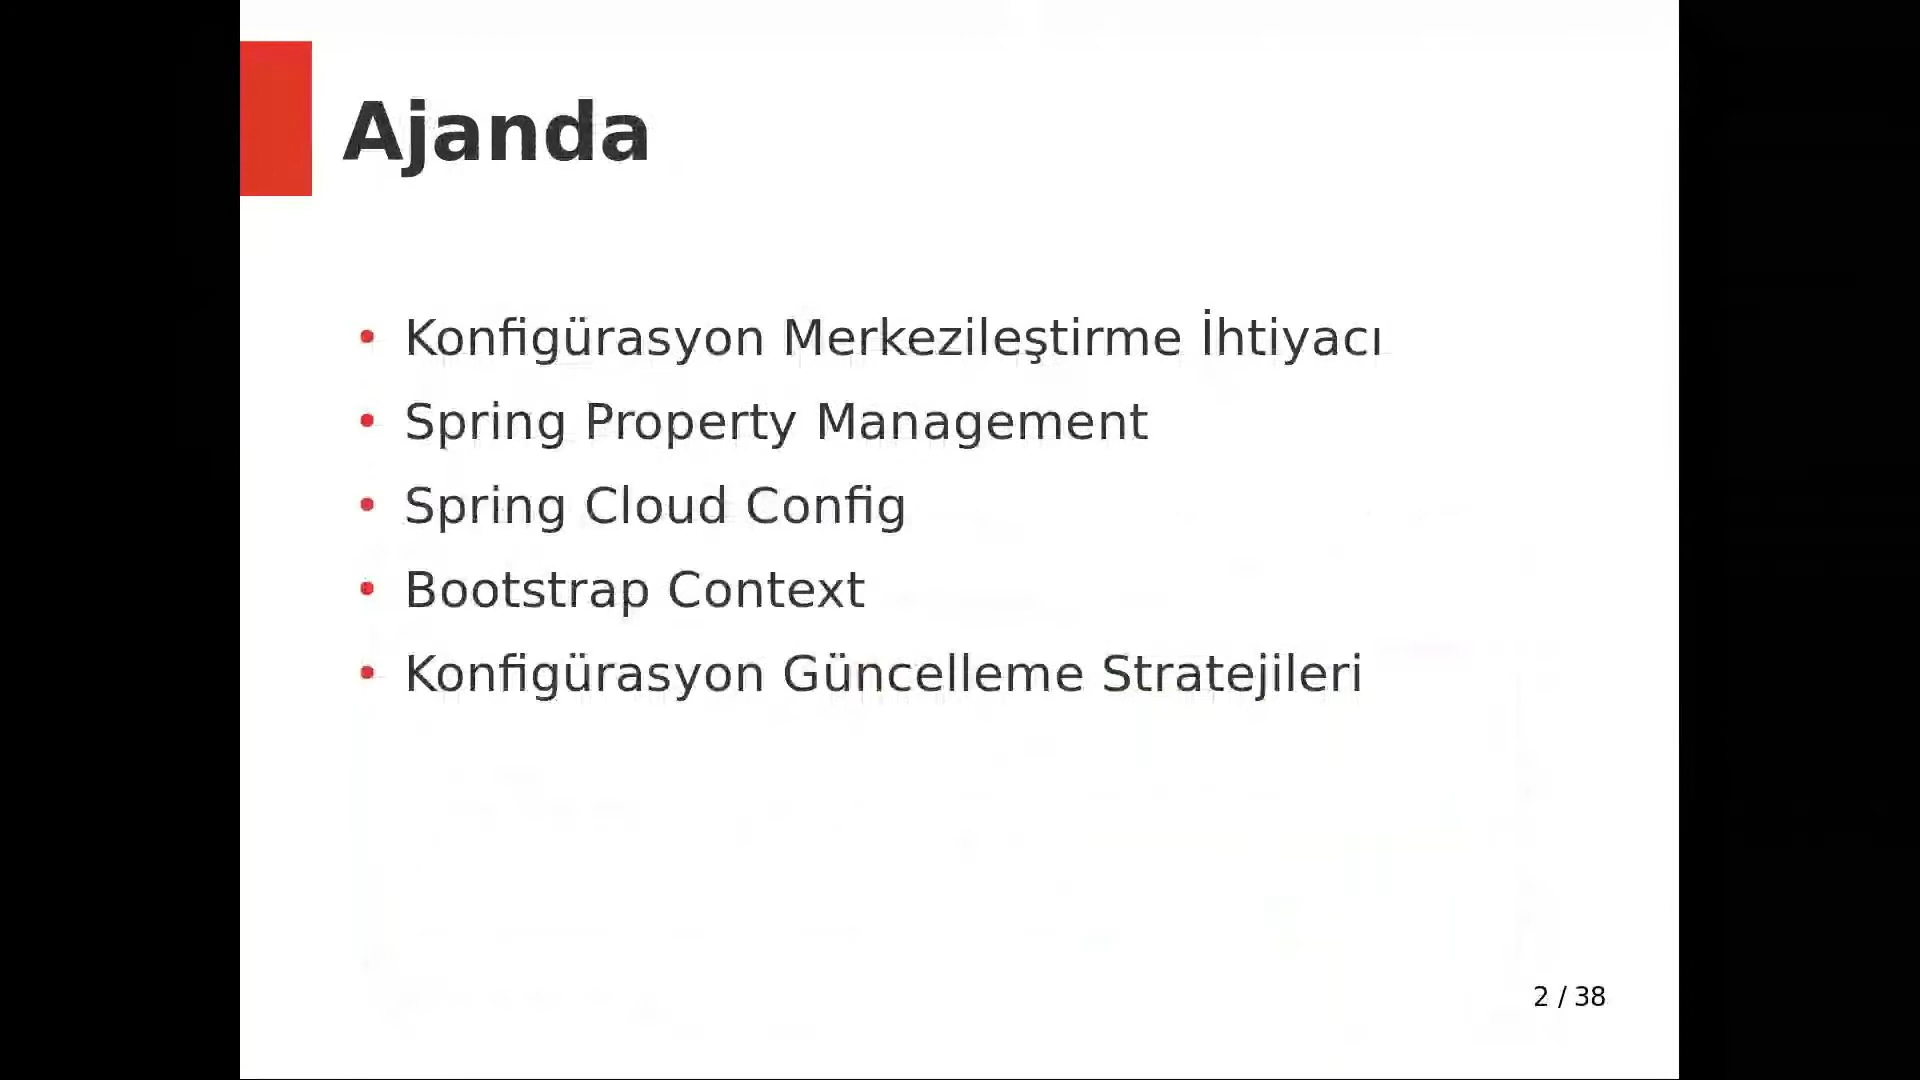 Ajanda
• Konfigürasyon Merkezileştirme İhtiyacı
• Spring Property Management
• Spring Cloud Config
• Bootstrap Context
• Konfigürasyon Güncelleme Stratejileri
2 / 38